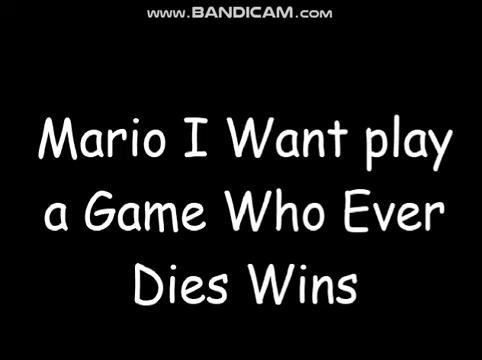 www.BANDICAM.com
Mario I Want play
a Game Who Ever
Dies Wins